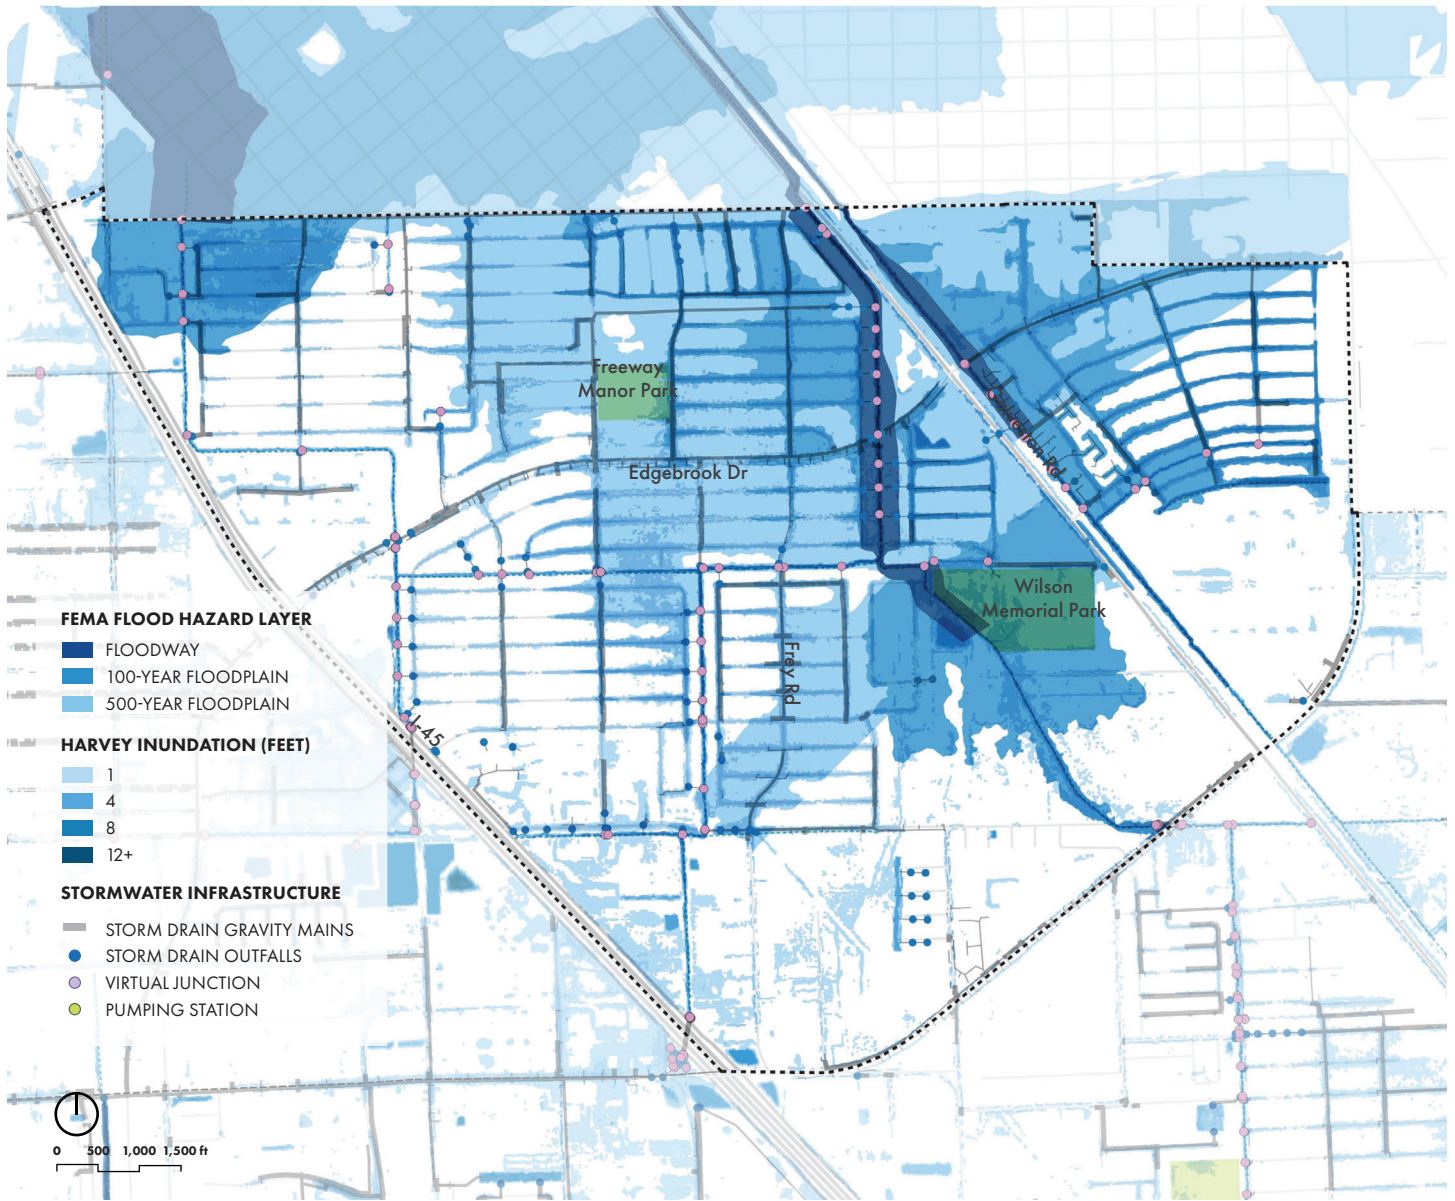 Freeway
Manor Park
Edgebrook Dr
Galveston Rd
Wilson
Memorial Park
Frey Rd
I-45
FEMA FLOOD HAZARD LAYER
FLOODWAY
100-YEAR FLOODPLAIN
500-YEAR FLOODPLAIN
HARVEY INUNDATION (FEET)
1
4
8
12+
STORMWATER INFRASTRUCTURE
STORM DRAIN GRAVITY MAINS
STORM DRAIN OUTFALLS
VIRTUAL JUNCTION
PUMPING STATION
0 500 1,000 1,500 ft